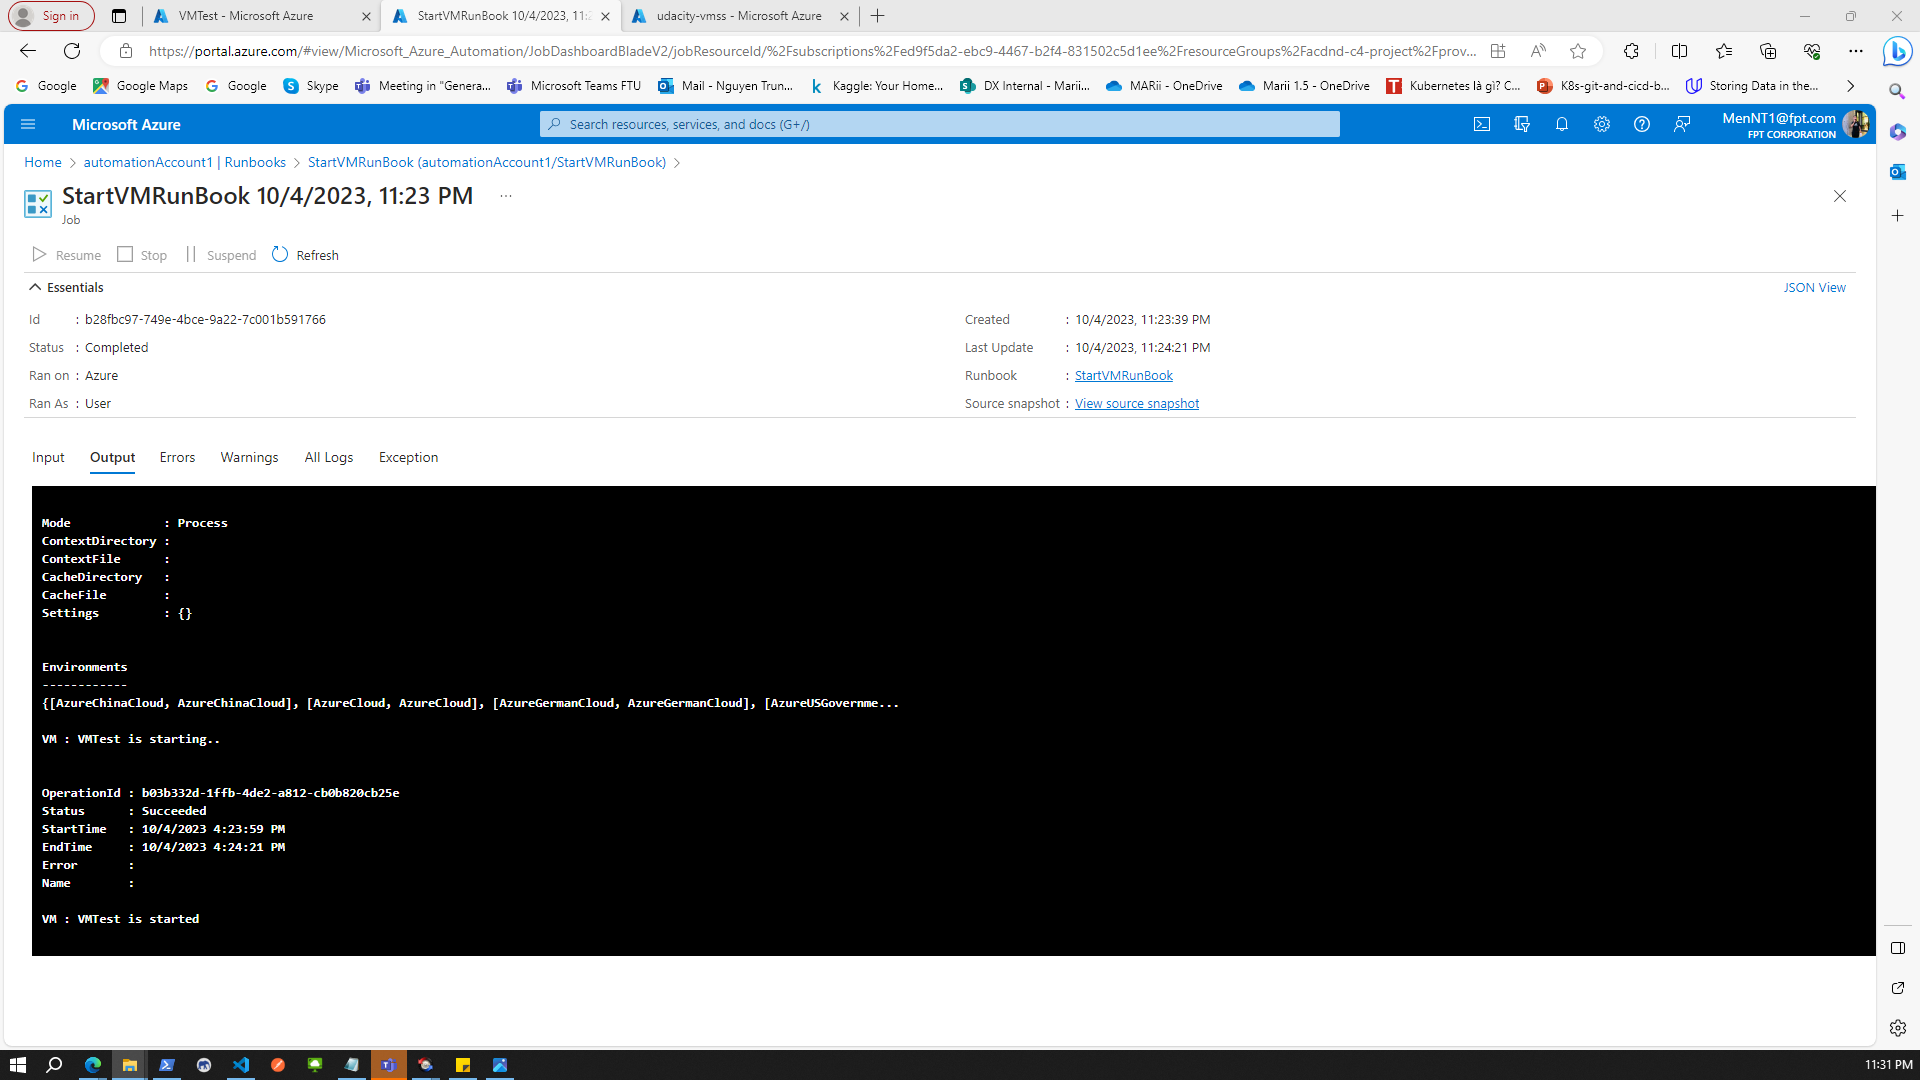 Sign in
VMTest - Microsoft Azure
StartVMRunBook 10/4/2023, 11:2
udacity-vmss - Microsoft Azure
https://portal.azure.com/#view/Microsoft_Azure_Automation/JobDashboardBladeV2/jobResourceId/%2Fsubscriptions%2Fed9f5da2-ebc9-4467-b2f4-831502c5d1ee%2FresourceGroups%2Facdnd-c4-project%2Fprov...
Google
Google Maps
Google
Skype
Meeting in "Genera...
Microsoft Teams FTU
Mail - Nguyen Trun...
Kaggle: Your Home...
DX Internal - Marii...
MARii - OneDrive
Marii 1.5 - OneDrive
Kubernetes là gì? C...
K8s-git-and-cicd-b...
Storing Data in the...
Microsoft Azure
Search resources, services, and docs (G+/)
MenNT1@fpt.com
FPT CORPORATION
Home > automationAccount1 | Runbooks > StartVMRunBook (automationAccount1/StartVMRunBook) >
StartVMRunBook 10/4/2023, 11:23 PM ...
Job
Resume
Stop
Suspend
Refresh
Essentials
JSON View
Id : b28fbc97-749e-4bce-9a22-7c001b591766
Status : Completed
Ran on : Azure
Ran As : User
Created : 10/4/2023, 11:23:39 PM
Last Update : 10/4/2023, 11:24:21 PM
Runbook : StartVMRunBook
Source snapshot : View source snapshot
Input
Output
Errors
Warnings
All Logs
Exception
Mode : Process
ContextDirectory :
ContextFile :
CacheDirectory :
CacheFile :
Settings : {}
Environments
------------
{[AzureChinaCloud, AzureChinaCloud], [AzureCloud, AzureCloud], [AzureGermanCloud, AzureGermanCloud], [AzureUSGovernme...
VM : VMTest is starting..
OperationId : b03b332d-1ffb-4de2-a812-cb0b820cb25e
Status : Succeeded
StartTime : 10/4/2023 4:23:59 PM
EndTime : 10/4/2023 4:24:21 PM
Error :
Name :
VM : VMTest is started
11:31 PM